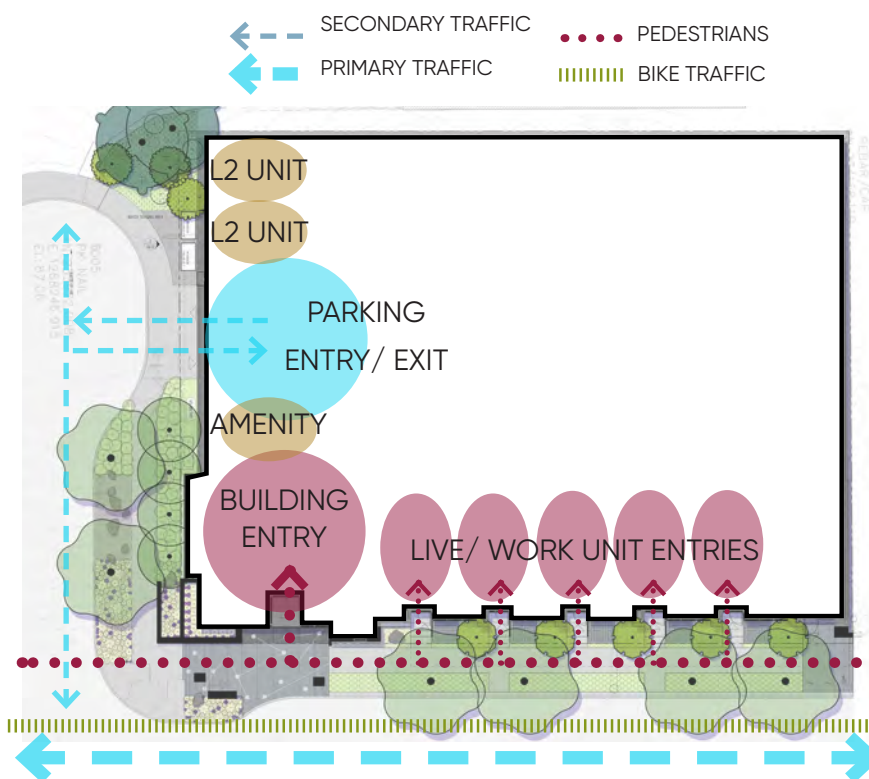 SECONDARY TRAFFIC
PEDESTRIANS
PRIMARY TRAFFIC
BIKE TRAFFIC
L2 UNIT
L2 UNIT
PARKING
ENTRY/ EXIT
AMENITY
BUILDING
ENTRY
LIVE/ WORK UNIT ENTRIES